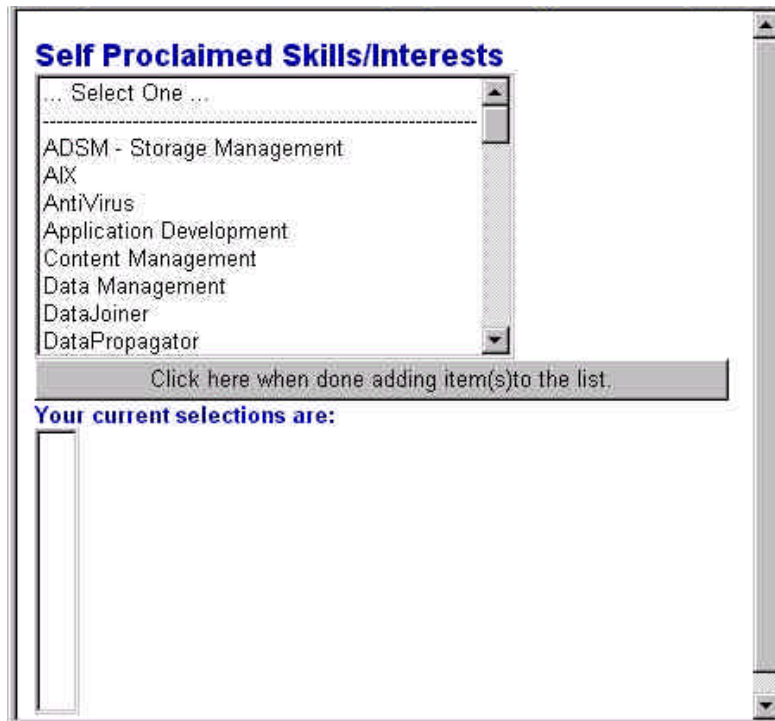 Self Proclaimed Skills/Interests
... Select One ...
--------------------------------------------------------------
ADSM - Storage Management
AIX
AntiVirus
Application Development
Content Management
Data Management
DataJoiner
DataPropagator
Click here when done adding item(s)to the list.
Your current selections are: